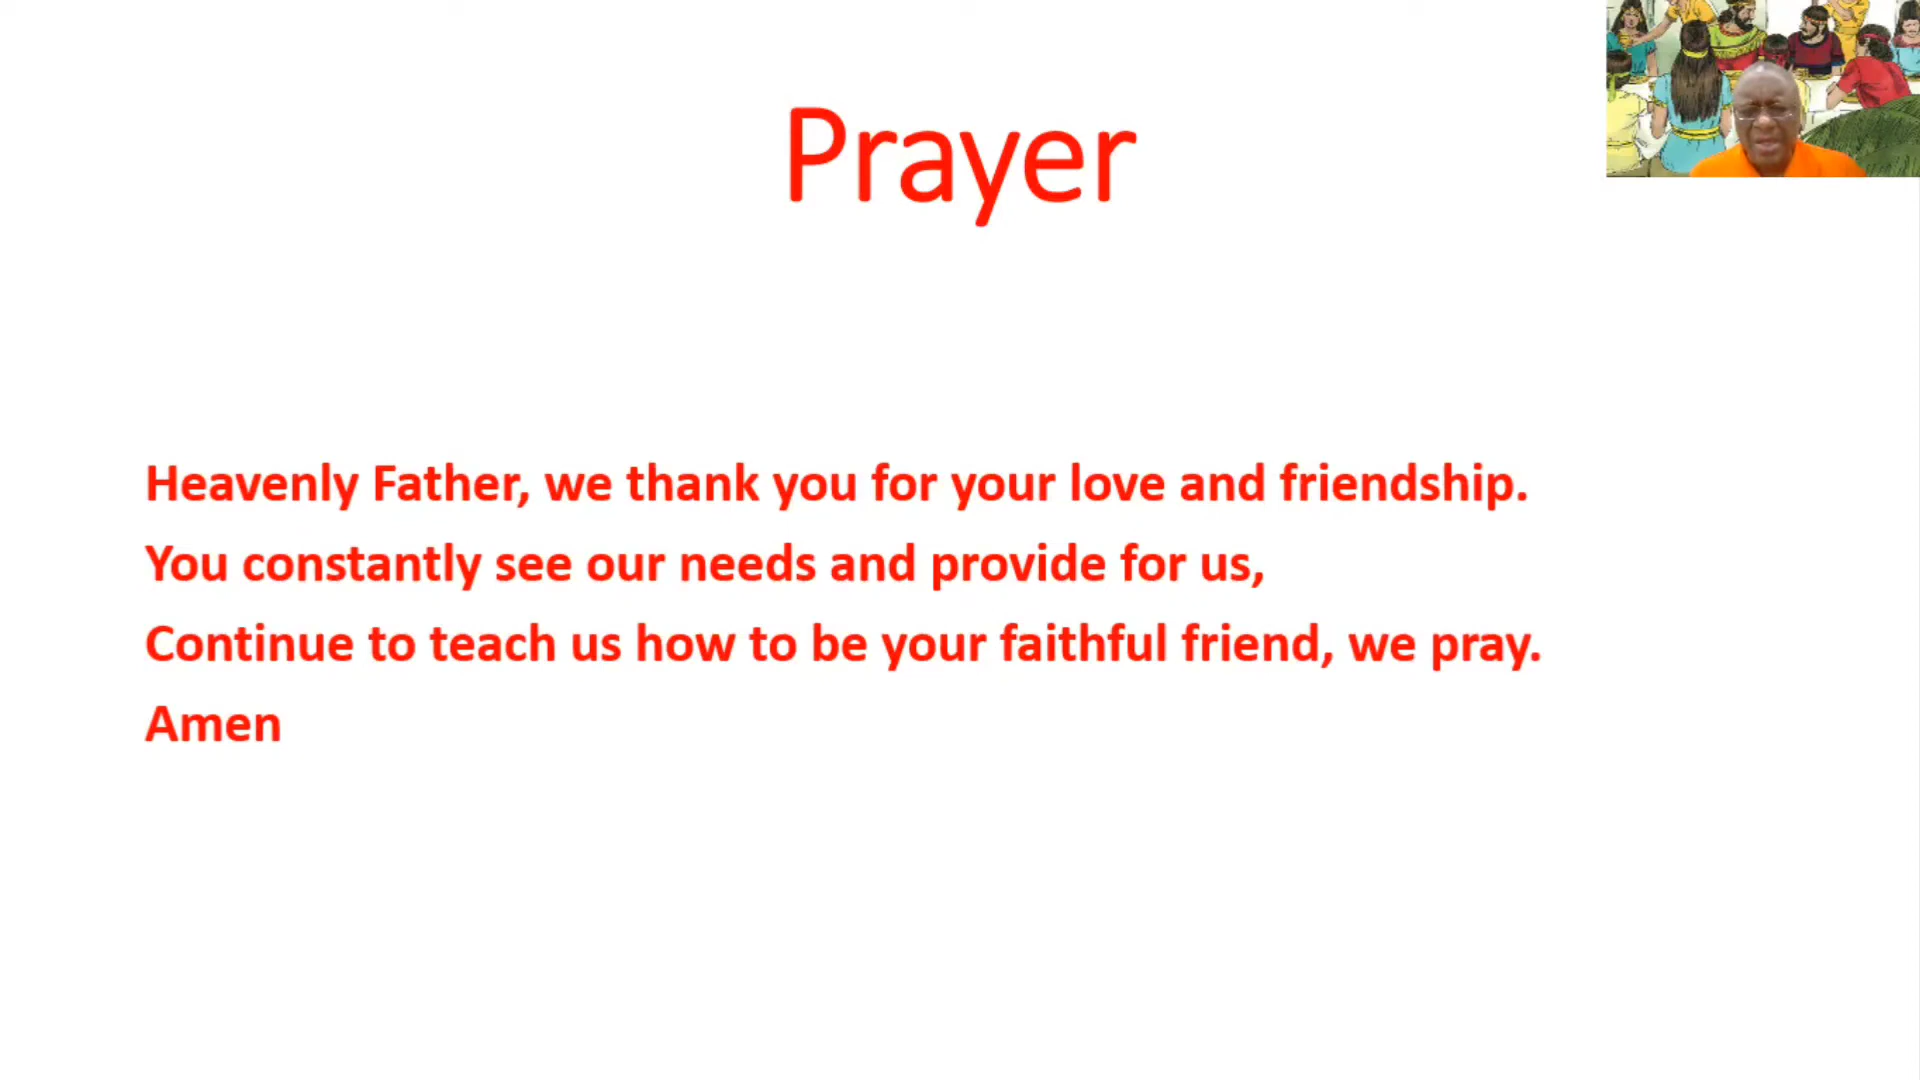 Prayer
Heavenly Father, we thank you for your love and friendship.
You constantly see our needs and provide for us,
Continue to teach us how to be your faithful friend, we pray.
Amen